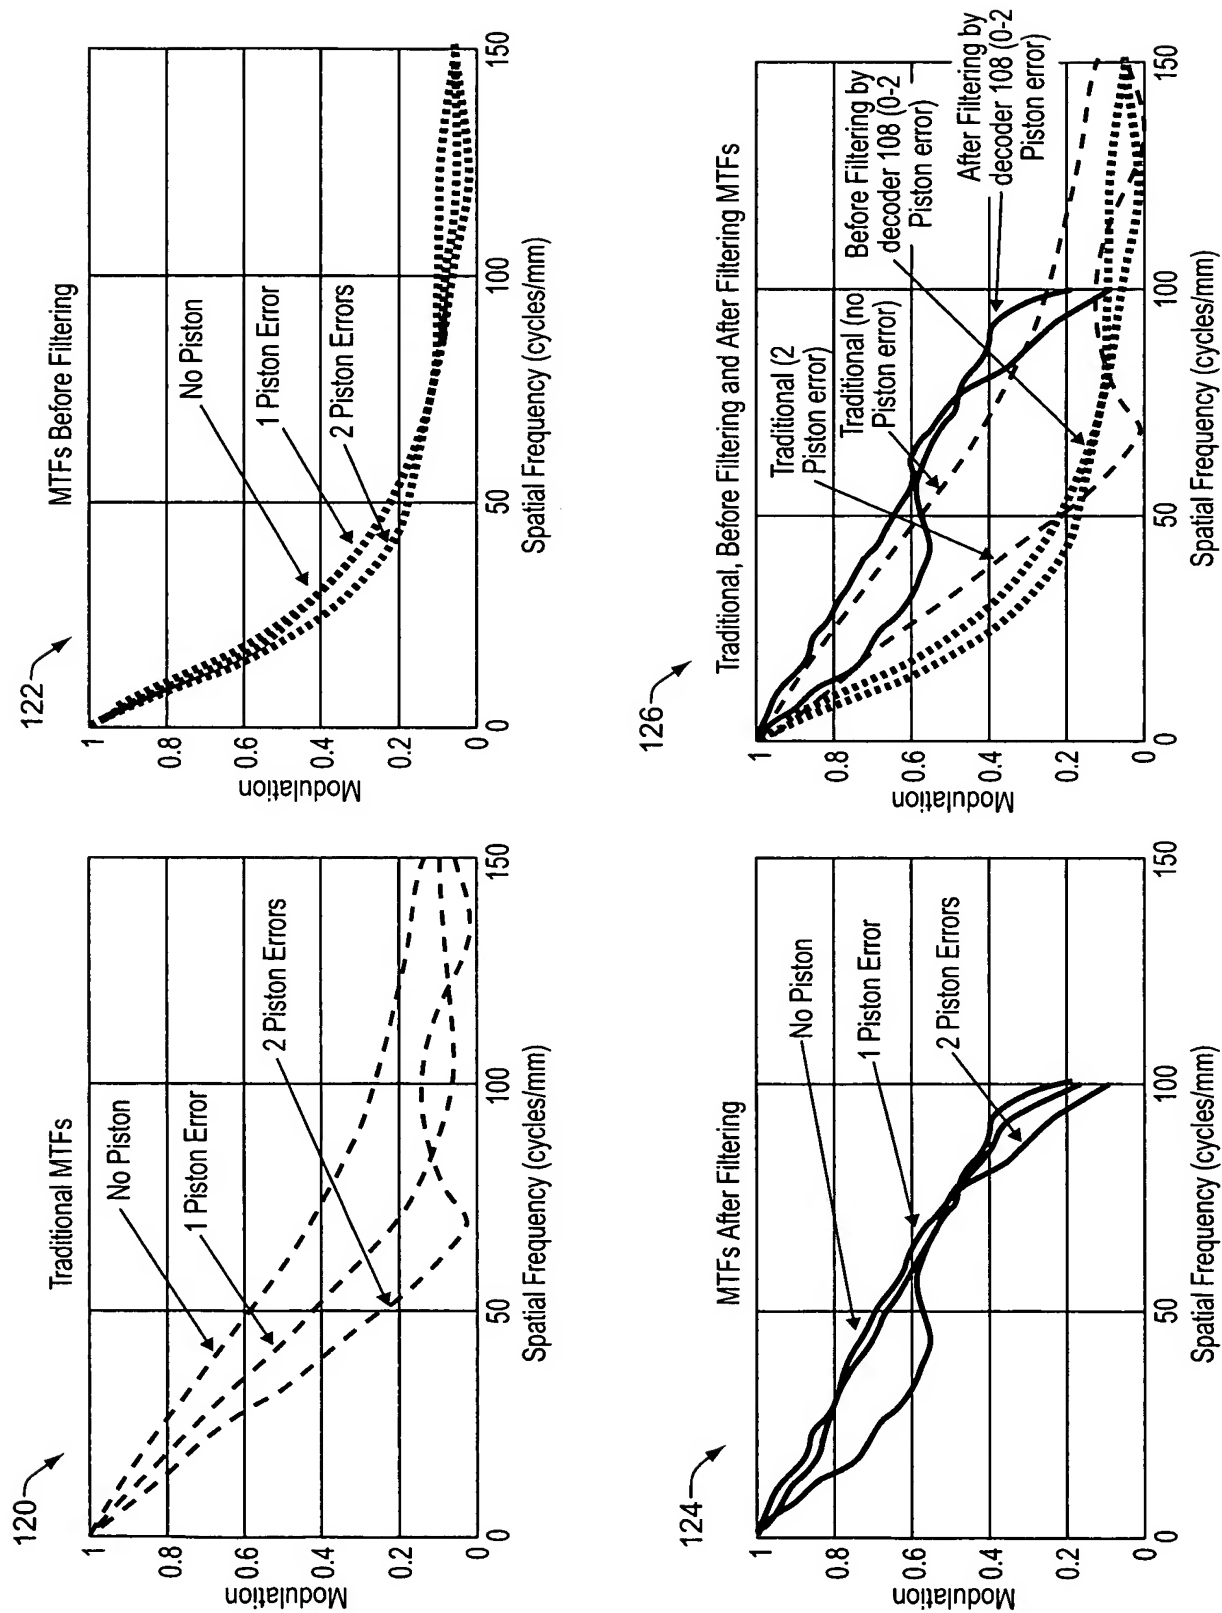 120
Traditional MTFs
No Piston
1 Piston Error
2 Piston Errors
Modulation
1
0.8
0.6
0.4
0.2
0
0
50
100
150
Spatial Frequency (cycles/mm)
122
MTFs Before Filtering
No Piston
1 Piston Error
2 Piston Errors
Modulation
1
0.8
0.6
0.4
0.2
0
0
50
100
150
Spatial Frequency (cycles/mm)
124
MTFs After Filtering
No Piston
1 Piston Error
2 Piston Errors
Modulation
1
0.8
0.6
0.4
0.2
0
0
50
100
150
Spatial Frequency (cycles/mm)
126
Traditional, Before Filtering and After Filtering MTFs
Traditional (2
Piston error)
Traditional (no
Piston error)
Before Filtering by
decoder 108 (0-2
Piston error)
After Filtering by
decoder 108 (0-2
Piston error)
Modulation
1
0.8
0.6
0.4
0.2
0
0
50
100
150
Spatial Frequency (cycles/mm)